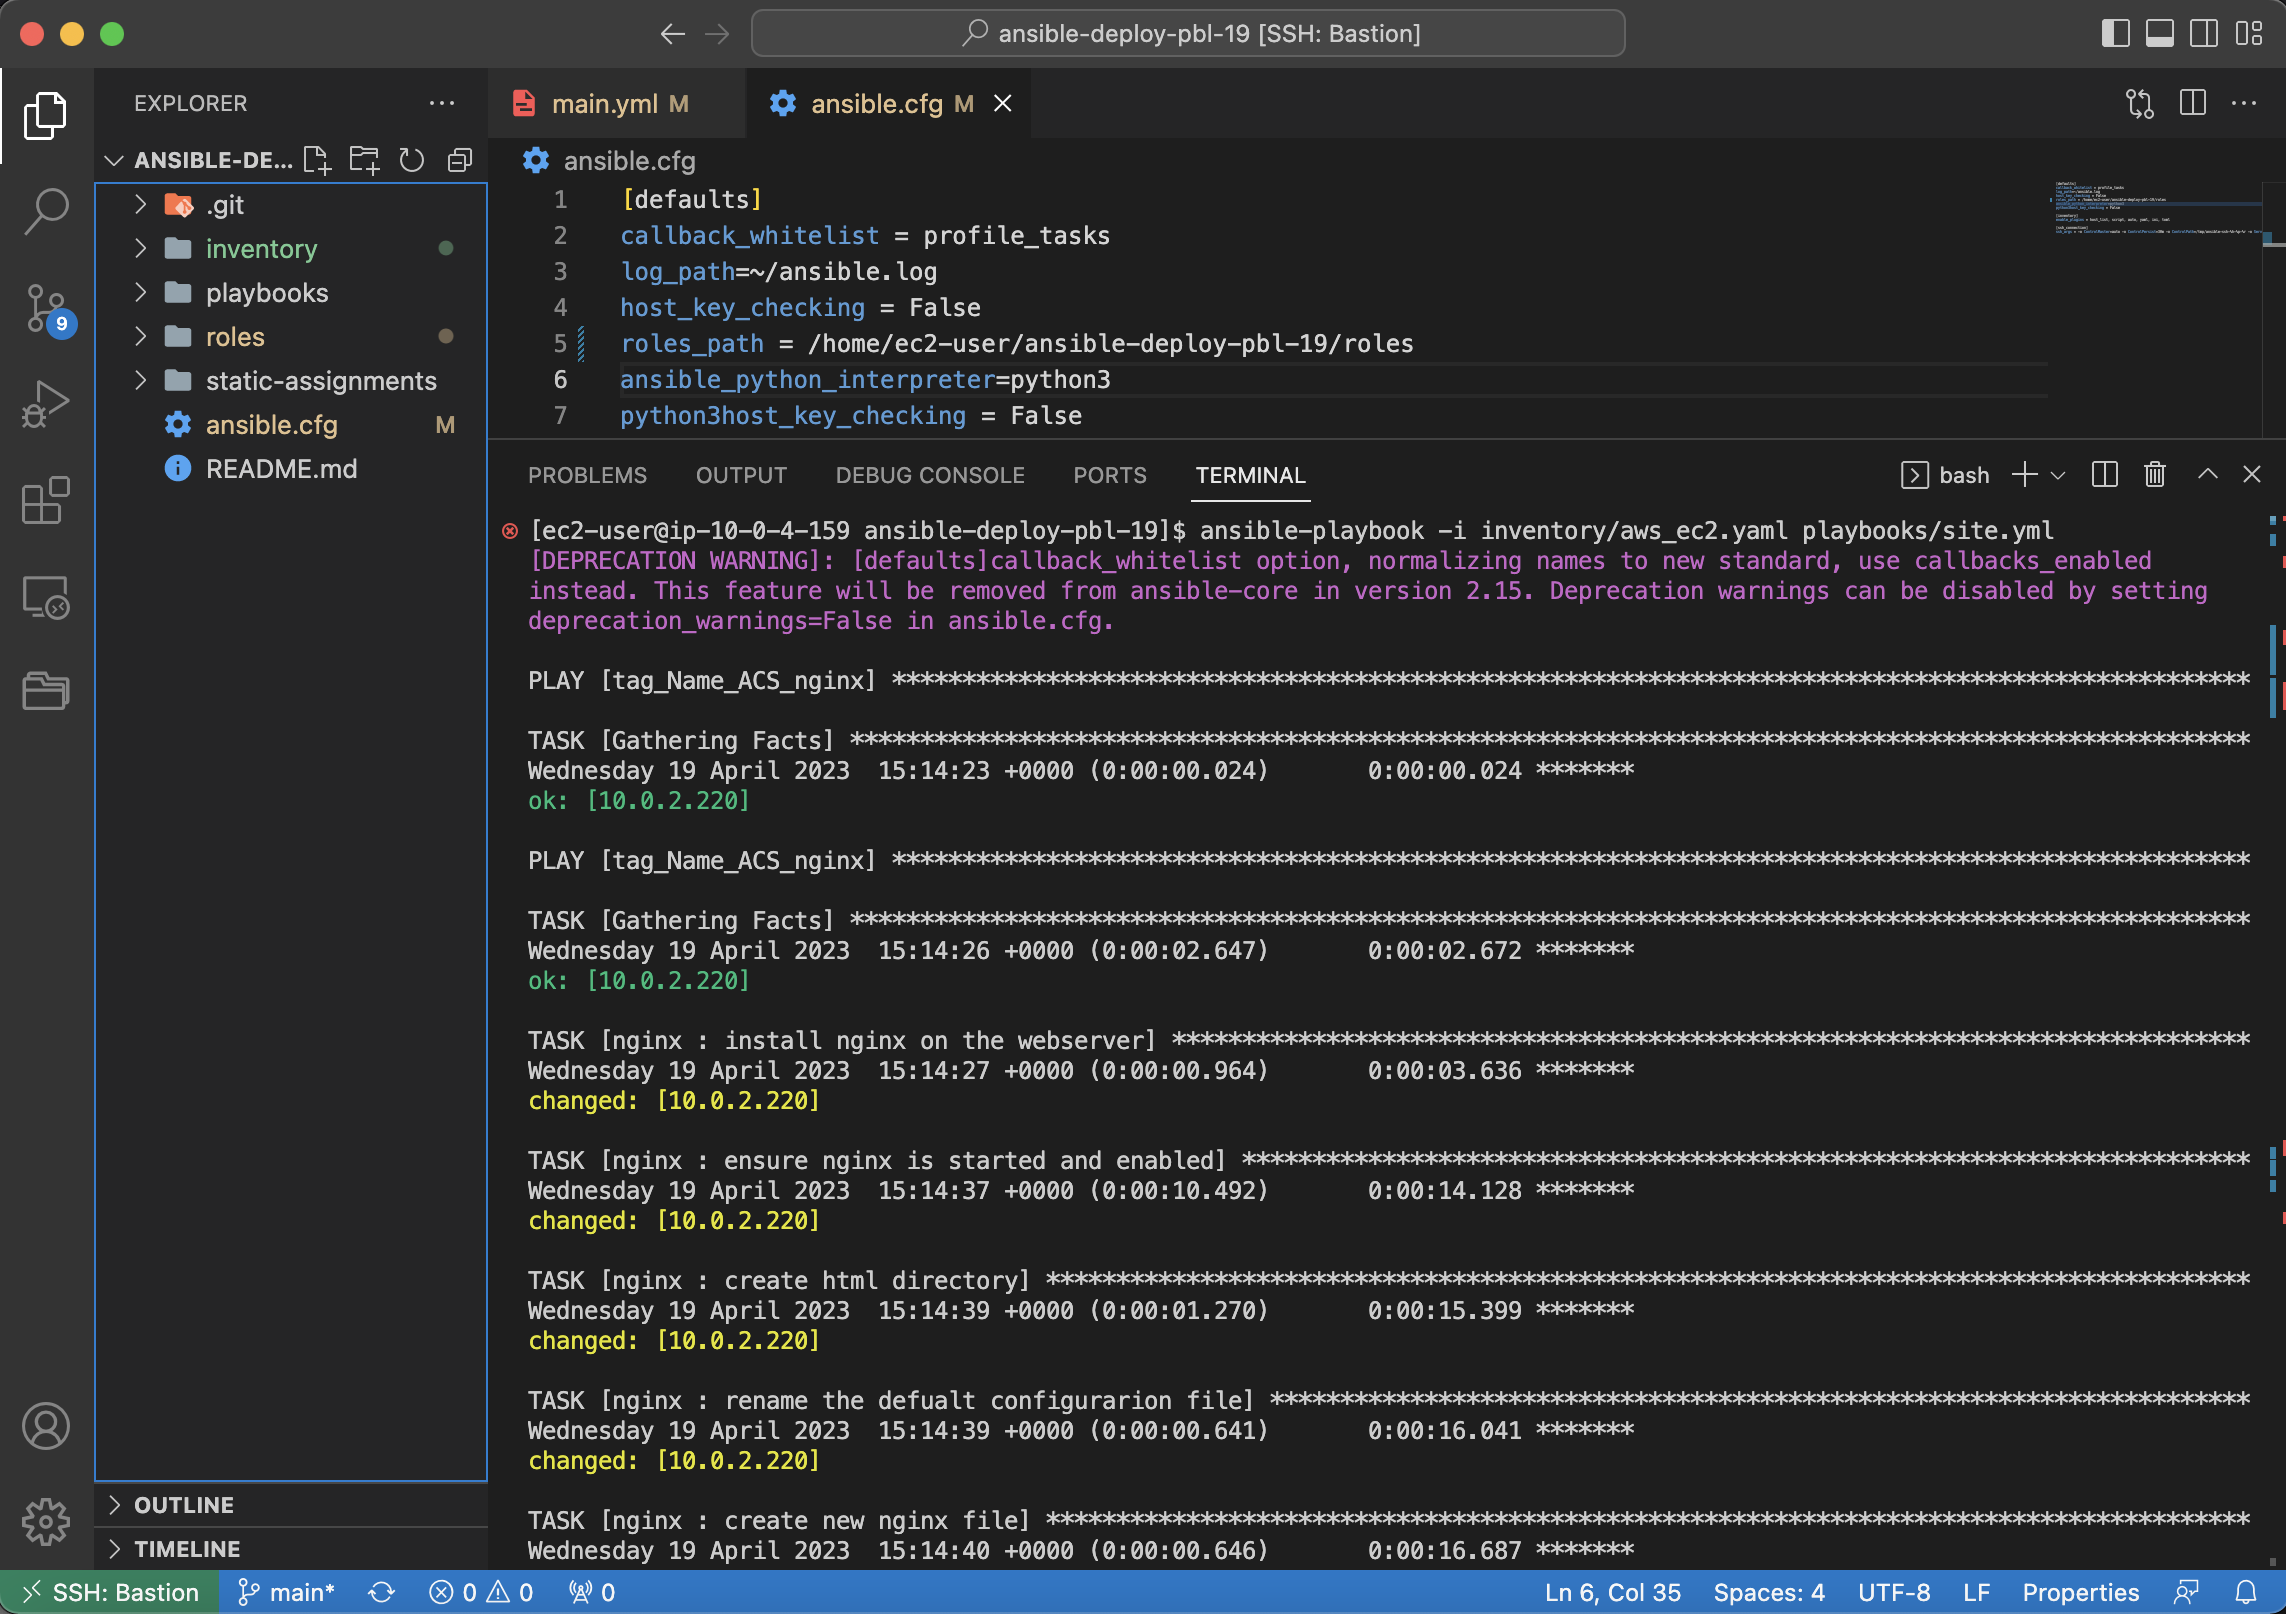 ansible-deploy-pbl-19 [SSH: Bastion]
EXPLORER
ANSIBLE-DE...
.git
inventory
playbooks
roles
static-assignments
ansible.cfg M
README.md
OUTLINE
TIMELINE
9
main.yml M
ansible.cfg M
ansible.cfg
1 [defaults]
2 callback_whitelist = profile_tasks
3 log_path=~/ansible.log
4 host_key_checking = False
5 roles_path = /home/ec2-user/ansible-deploy-pbl-19/roles
6 ansible_python_interpreter=python3
7 python3host_key_checking = False
PROBLEMS OUTPUT DEBUG CONSOLE PORTS TERMINAL
bash
[ec2-user@ip-10-0-4-159 ansible-deploy-pbl-19]$ ansible-playbook -i inventory/aws_ec2.yaml playbooks/site.yml
[DEPRECATION WARNING]: [defaults]callback_whitelist option, normalizing names to new standard, use callbacks_enabled
instead. This feature will be removed from ansible-core in version 2.15. Deprecation warnings can be disabled by setting
deprecation_warnings=False in ansible.cfg.
PLAY [tag_Name_ACS_nginx] *************************************************************************************************
TASK [Gathering Facts] ****************************************************************************************************
Wednesday 19 April 2023  15:14:23 +0000 (0:00:00.024)       0:00:00.024 *******
ok: [10.0.2.220]
PLAY [tag_Name_ACS_nginx] *************************************************************************************************
TASK [Gathering Facts] ****************************************************************************************************
Wednesday 19 April 2023  15:14:26 +0000 (0:00:02.647)       0:00:02.672 *******
ok: [10.0.2.220]
TASK [nginx : install nginx on the webserver] *****************************************************************************
Wednesday 19 April 2023  15:14:27 +0000 (0:00:00.964)       0:00:03.636 *******
changed: [10.0.2.220]
TASK [nginx : ensure nginx is started and enabled] ************************************************************************
Wednesday 19 April 2023  15:14:37 +0000 (0:00:10.492)       0:00:14.128 *******
changed: [10.0.2.220]
TASK [nginx : create html directory] **************************************************************************************
Wednesday 19 April 2023  15:14:39 +0000 (0:00:01.270)       0:00:15.399 *******
changed: [10.0.2.220]
TASK [nginx : rename the defualt configurarion file] **********************************************************************
Wednesday 19 April 2023  15:14:39 +0000 (0:00:00.641)       0:00:16.041 *******
changed: [10.0.2.220]
TASK [nginx : create new nginx file] **************************************************************************************
Wednesday 19 April 2023  15:14:40 +0000 (0:00:00.646)       0:00:16.687 *******
SSH: Bastion main* 0 0 0 Ln 6, Col 35 Spaces: 4 UTF-8 LF Properties